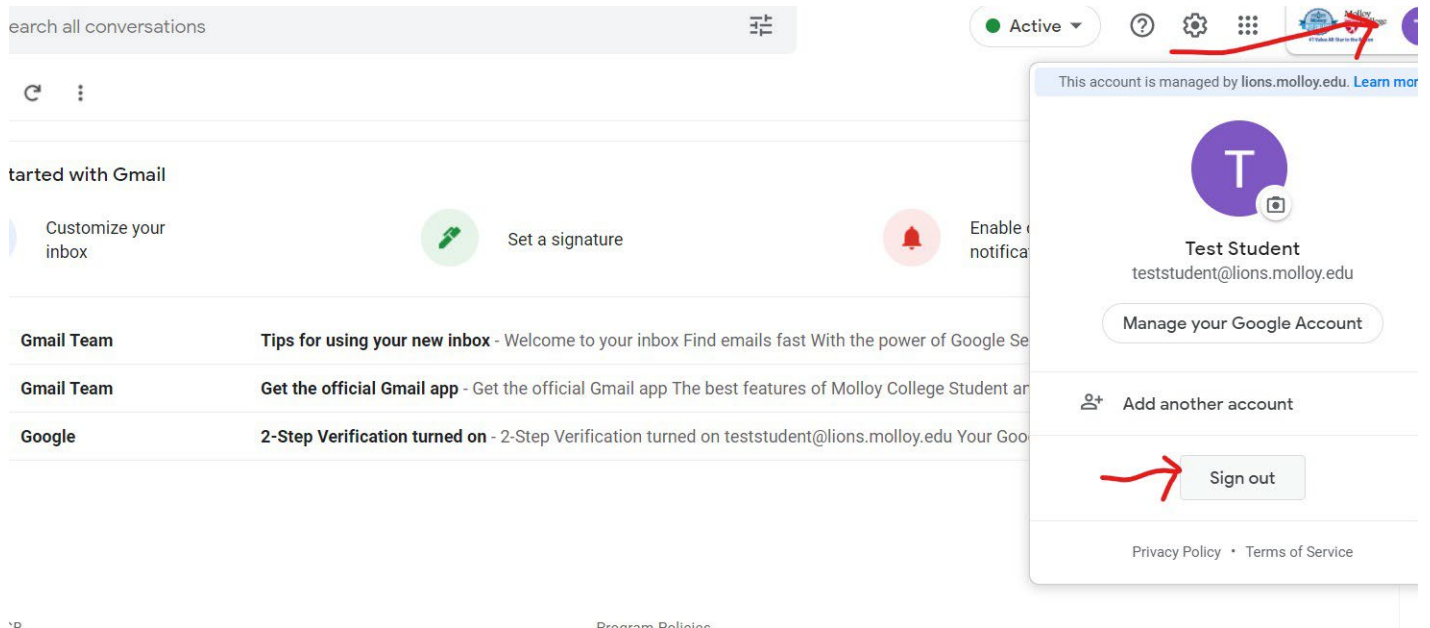 earch all conversations
Active
Molloy College
This account is managed by lions.molloy.edu. Learn mor
T
tarted with Gmail
Customize your
inbox
Set a signature
Enable
notifica
Test Student
teststudent@lions.molloy.edu
Manage your Google Account
Gmail Team Tips for using your new inbox - Welcome to your inbox Find emails fast With the power of Google Se
Gmail Team Get the official Gmail app - Get the official Gmail app The best features of Molloy College Student an
Google 2-Step Verification turned on - 2-Step Verification turned on teststudent@lions.molloy.edu Your Goo
Add another account
Sign out
Privacy Policy • Terms of Service
Program Policies